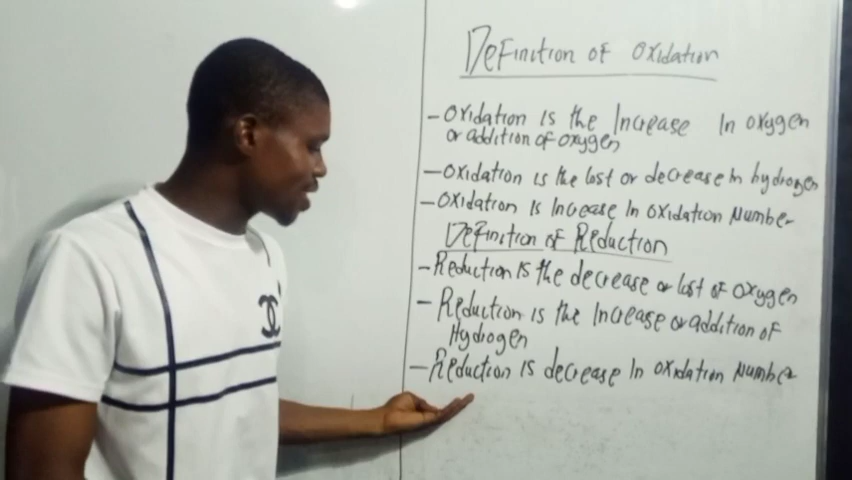 Definition of Oxidation
- Oxidation is the Increase In oxygen
or addition of oxygen
- Oxidation is the lost or decrease In hydrogen
- Oxidation Is Increase In Oxidation Number
Definition of Reduction
- Reduction Is the decrease or lost of oxygen
- Reduction is the Increase or addition of
Hydrogen
- Reduction is decrease In oxidation Number